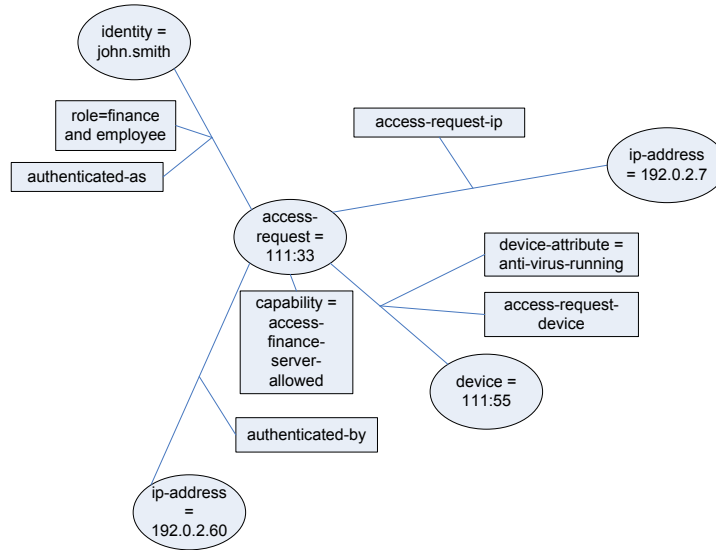 identity =
john.smith
role=finance
and employee
authenticated-as
access-request-ip
ip-address
= 192.0.2.7
access-
request =
111:33
device-attribute =
anti-virus-running
access-request-
device
capability =
access-
finance-
server-
allowed
device =
111:55
authenticated-by
ip-address
=
192.0.2.60